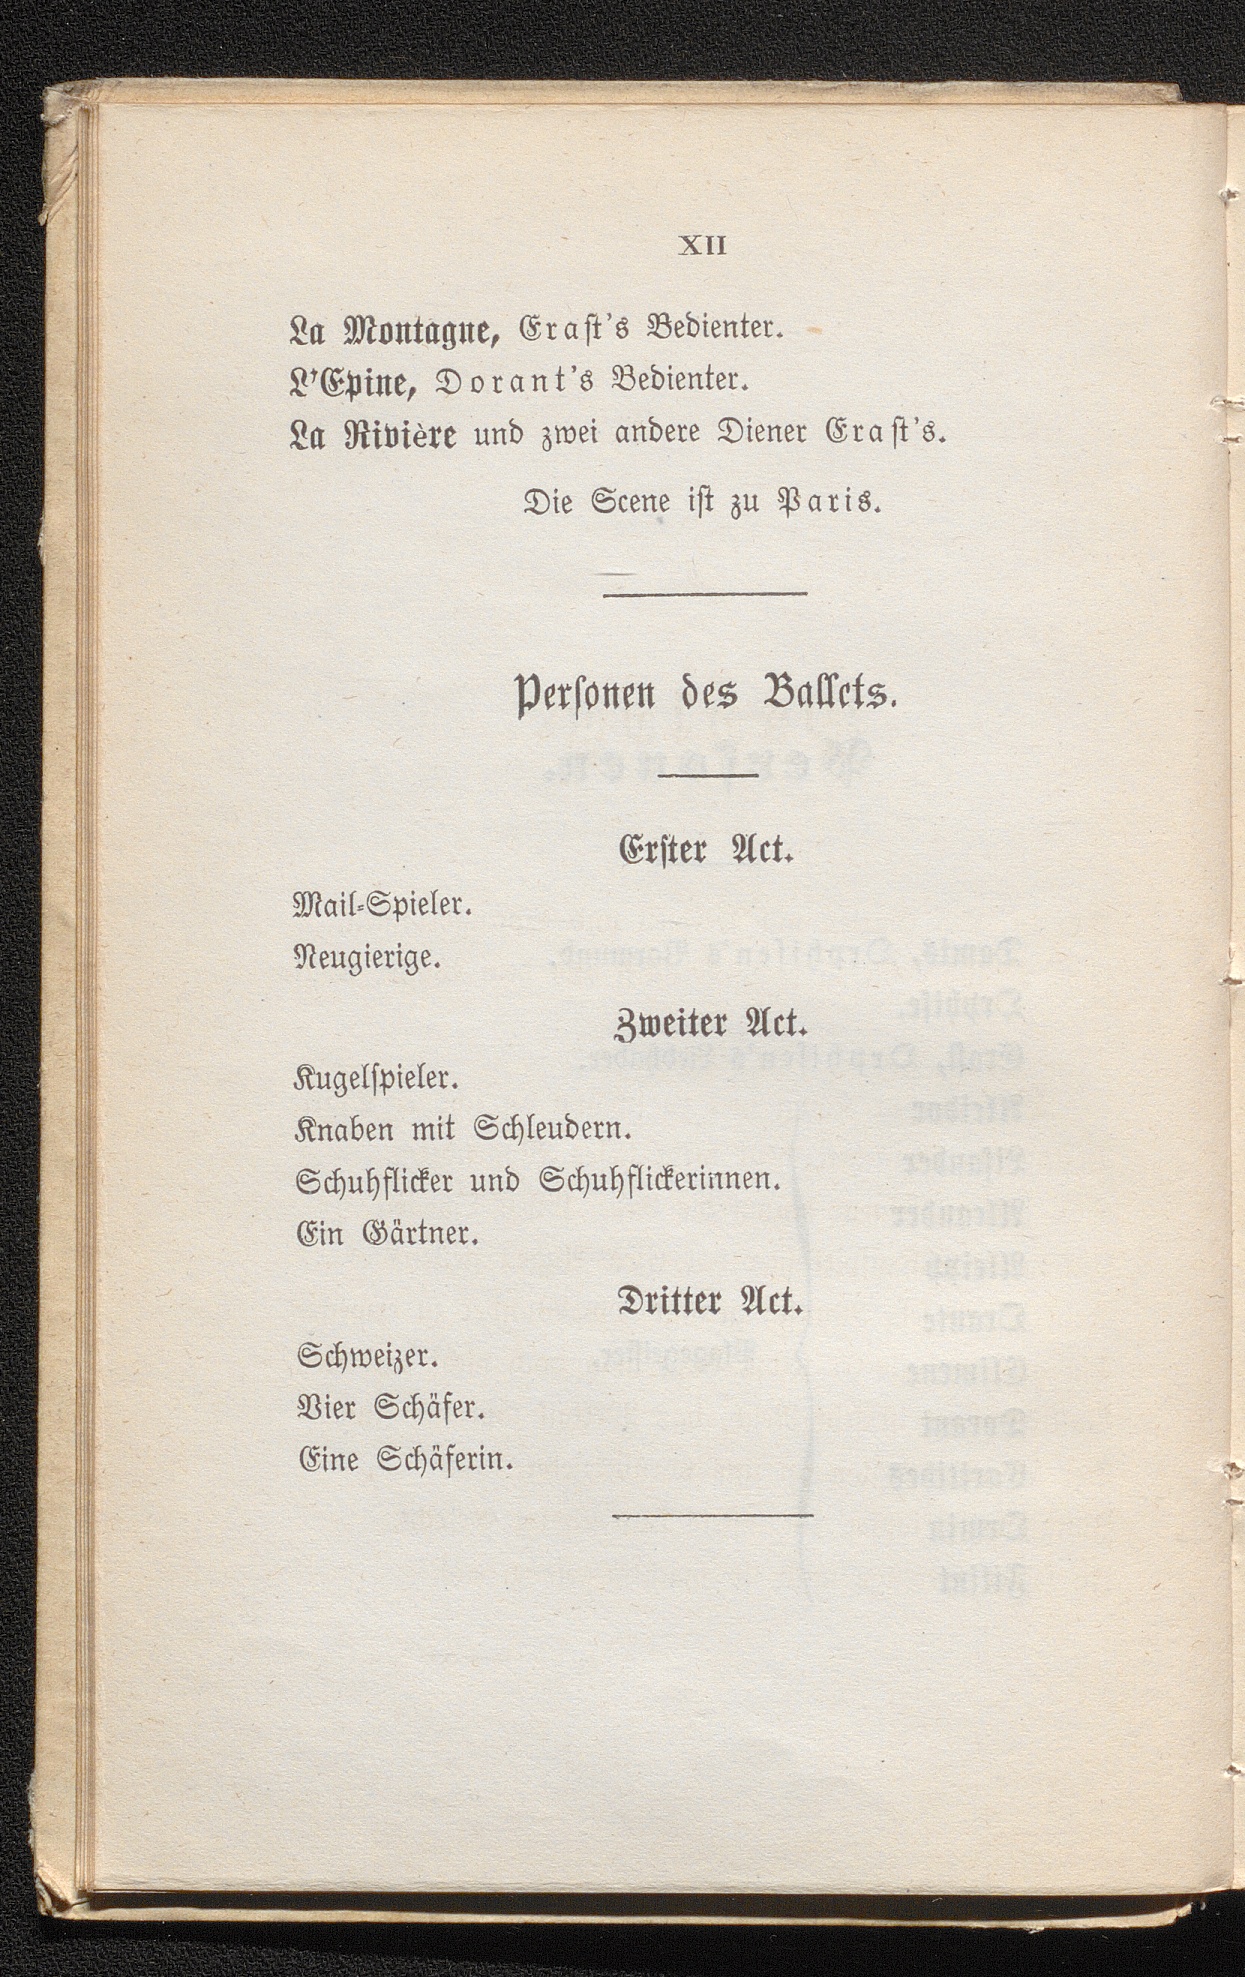 XII
La Montagne, Eraſt's Bedienter.
L'Epine, Dorant's Bedienter.
La Rivière und zwei andere Diener Eraſt's.
Die Scene iſt zu Paris.
Perſonen des Ballets.
Erſter Act.
Mail-Spieler.
Neugierige.
Zweiter Act.
Kugelſpieler.
Knaben mit Schleudern.
Schuhflicker und Schuhflickerinnen.
Ein Gärtner.
Dritter Act.
Schweizer.
Vier Schäfer.
Eine Schäferin.